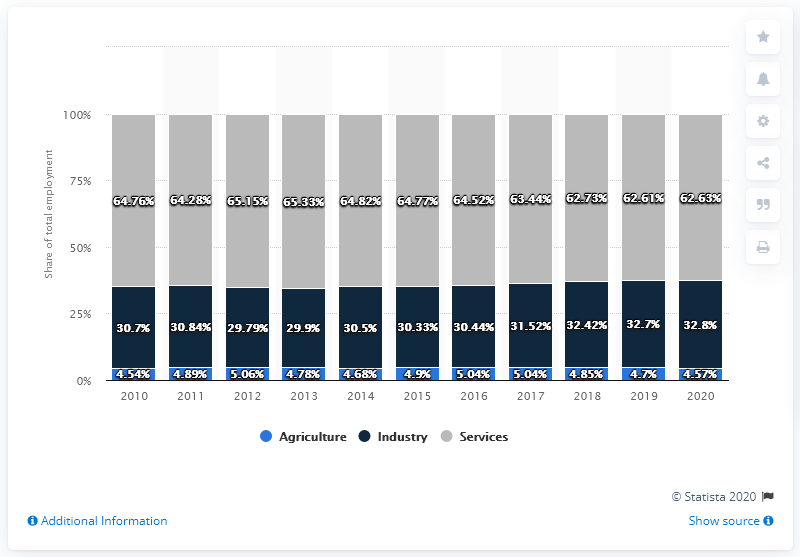 Share of total employment
100%
75%
50%
25%
0%
64.76% 64.28% 65.15% 65.33% 64.82% 64.77% 64.52% 63.44% 62.73% 62.61% 62.63%
30.7% 30.84% 29.79% 29.9% 30.5% 30.33% 30.44% 31.52% 32.42% 32.7% 32.8%
4.54% 4.89% 5.06% 4.78% 4.68% 4.9% 5.04% 5.04% 4.85% 4.7% 4.57%
2010 2011 2012 2013 2014 2015 2016 2017 2018 2019 2020
Agriculture Industry Services
© Statista 2020
Additional Information Show source